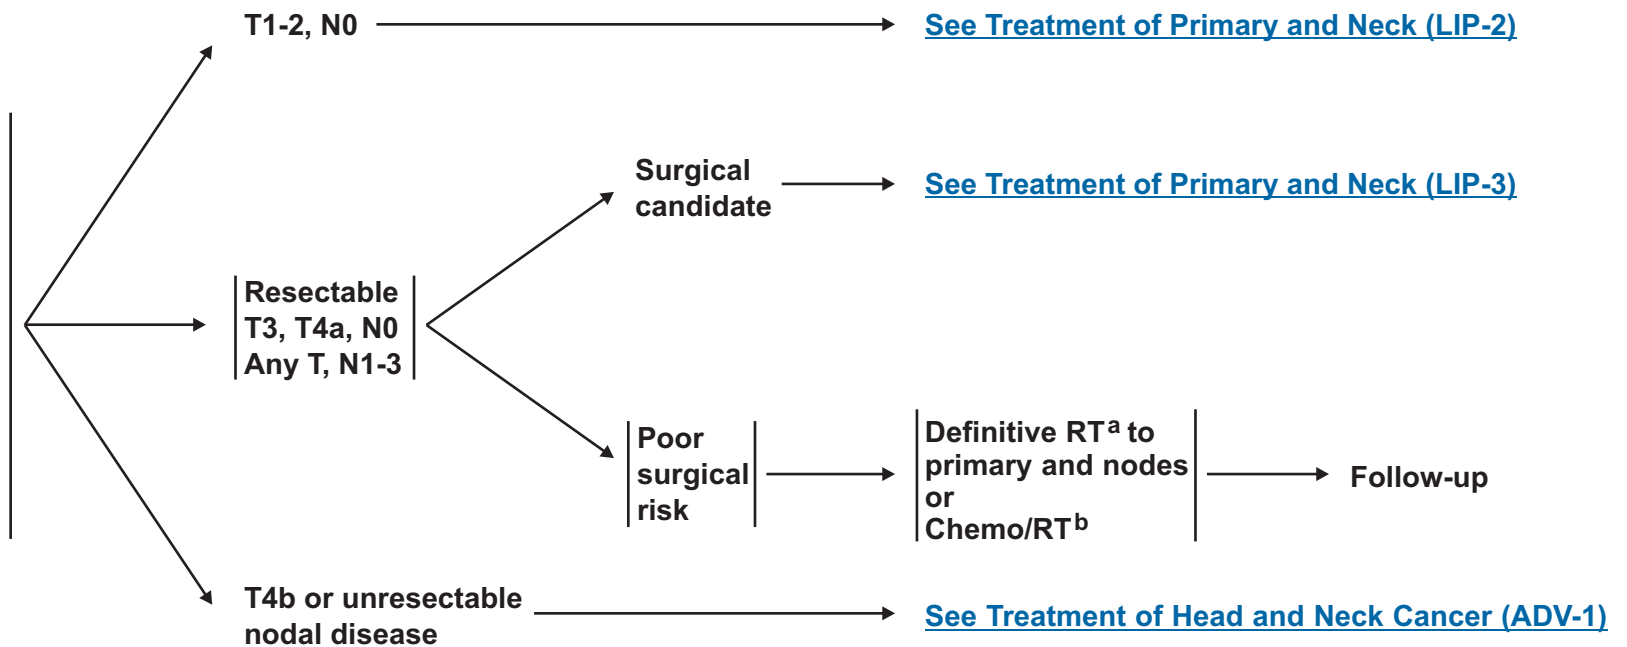 T1-2, N0
See Treatment of Primary and Neck (LIP-2)
Surgical
candidate
See Treatment of Primary and Neck (LIP-3)
Resectable
T3, T4a, N0
Any T, N1-3
Poor
surgical
risk
Definitive RTa to
primary and nodes
or
Chemo/RTb
Follow-up
T4b or unresectable
nodal disease
See Treatment of Head and Neck Cancer (ADV-1)